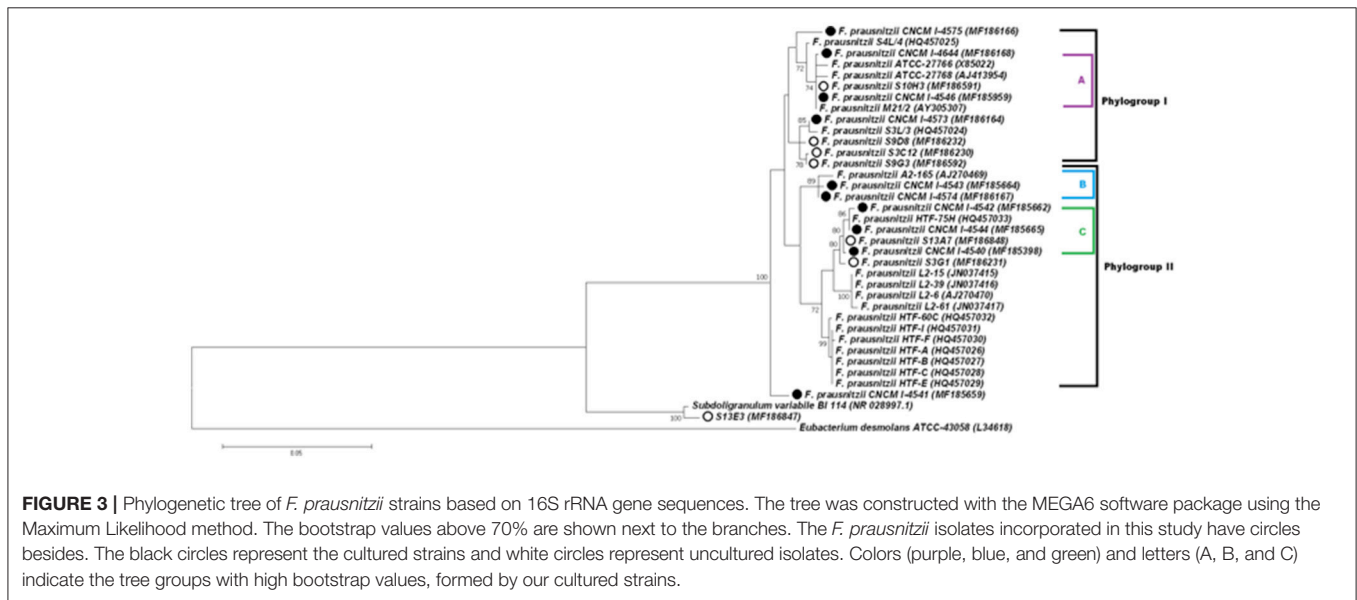 F. prausnitzii CNCM I-4575 (MF186166)
F. prausnitzii S4L/4 (HQ457025)
F. prausnitzii CNCM I-4644 (MF186168)
72
F. prausnitzii ATCC-27766 (X85022)
F. prausnitzii ATCC-27768 (AJ413954)
A
74
F. prausnitzii S10H3 (MF186591)
F. prausnitzii CNCM I-4546 (MF185959)
Phylogroup I
F. prausnitzii M21/2 (AY305307)
85
F. prausnitzii CNCM I-4573 (MF186164)
F. prausnitzii S3L/3 (HQ457024)
F. prausnitzii S9D8 (MF186232)
F. prausnitzii S3C12 (MF186230)
F. prausnitzii S9G3 (MF186592)
F. prausnitzii A2-165 (AJ270469)
89
F. prausnitzii CNCM I-4543 (MF185664)
B
F. prausnitzii CNCM I-4574 (MF186167)
F. prausnitzii CNCM I-4542 (MF185662)
86
F. prausnitzii HTF-75H (HQ457033)
80
F. prausnitzii CNCM I-4544 (MF185665)
C
80
F. prausnitzii S13A7 (MF186848)
F. prausnitzii CNCM I-4540 (MF185398)
F. prausnitzii S3G1 (MF186231)
Phylogroup II
F. prausnitzii L2-15 (JN037415)
100
F. prausnitzii L2-39 (JN037416)
100
F. prausnitzii L2-6 (AJ270470)
F. prausnitzii L2-61 (JN037417)
72
F. prausnitzii HTF-60C (HQ457032)
F. prausnitzii HTF-I (HQ457031)
F. prausnitzii HTF-F (HQ457030)
99
F. prausnitzii HTF-A (HQ457026)
F. prausnitzii HTF-B (HQ457027)
F. prausnitzii HTF-C (HQ457028)
F. prausnitzii HTF-E (HQ457029)
F. prausnitzii CNCM I-4541 (MF185659)
Subdoligranulum variabile BI 114 (NR 028997.1)
100
S13E3 (MF186847)
Eubacterium desmolans ATCC-43058 (L34618)
0.05
FIGURE 3 | Phylogenetic tree of F. prausnitzii strains based on 16S rRNA gene sequences. The tree was constructed with the MEGA6 software package using the
Maximum Likelihood method. The bootstrap values above 70% are shown next to the branches. The F. prausnitzii isolates incorporated in this study have circles
besides. The black circles represent the cultured strains and white circles represent uncultured isolates. Colors (purple, blue, and green) and letters (A, B, and C)
indicate the tree groups with high bootstrap values, formed by our cultured strains.